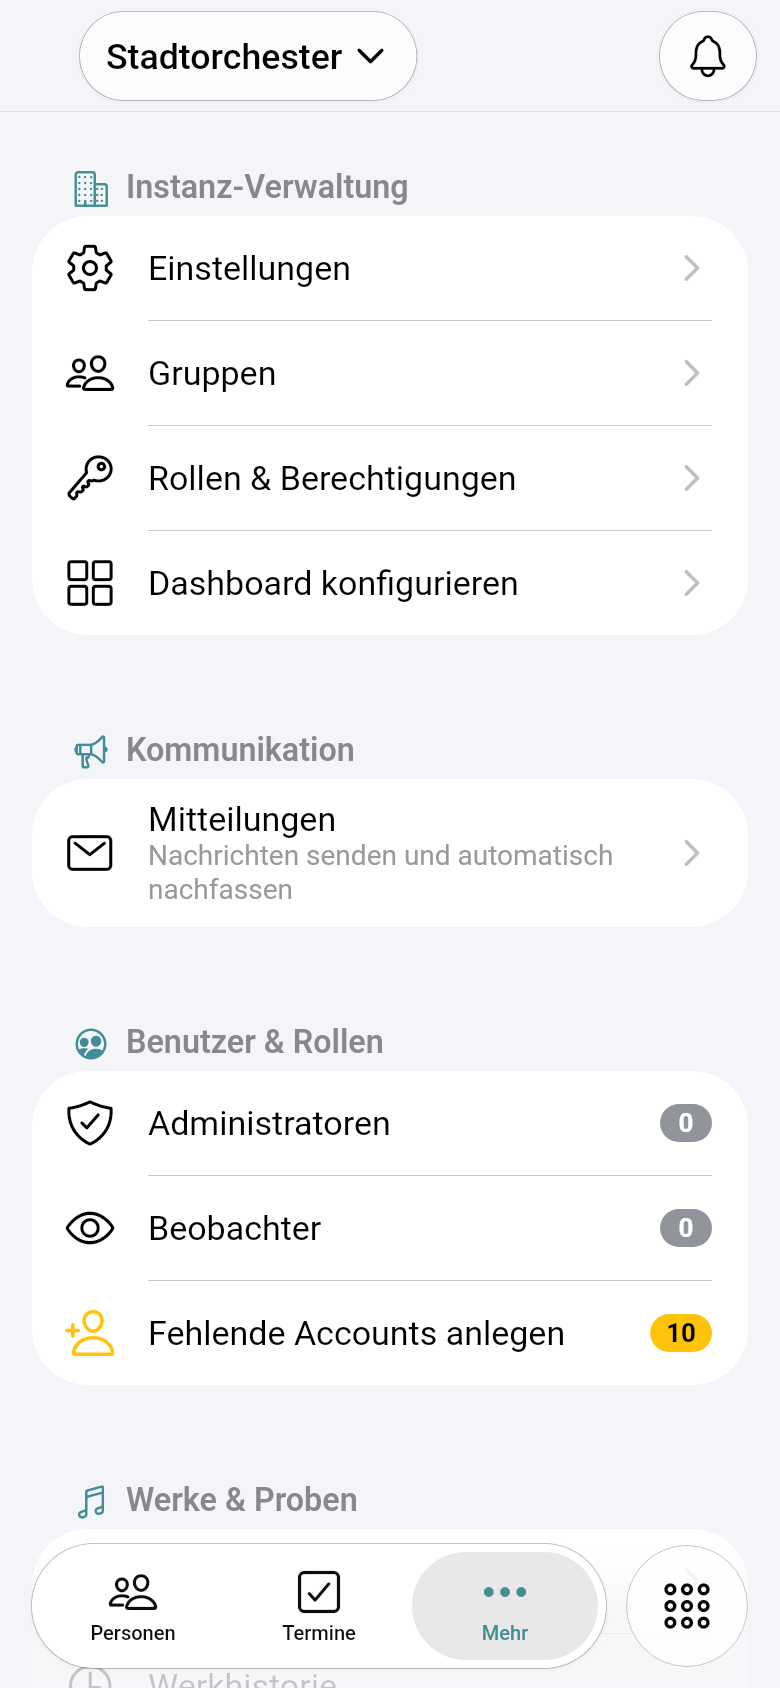 Stadtorchester
Instanz-Verwaltung
Einstellungen
Gruppen
Rollen & Berechtigungen
Dashboard konfigurieren
Kommunikation
Mitteilungen
Nachrichten senden und automatisch
nachfassen
Benutzer & Rollen
Administratoren 0
Beobachter 0
Fehlende Accounts anlegen 10
Werke & Proben
Personen Termine Mehr
Werkhistorie